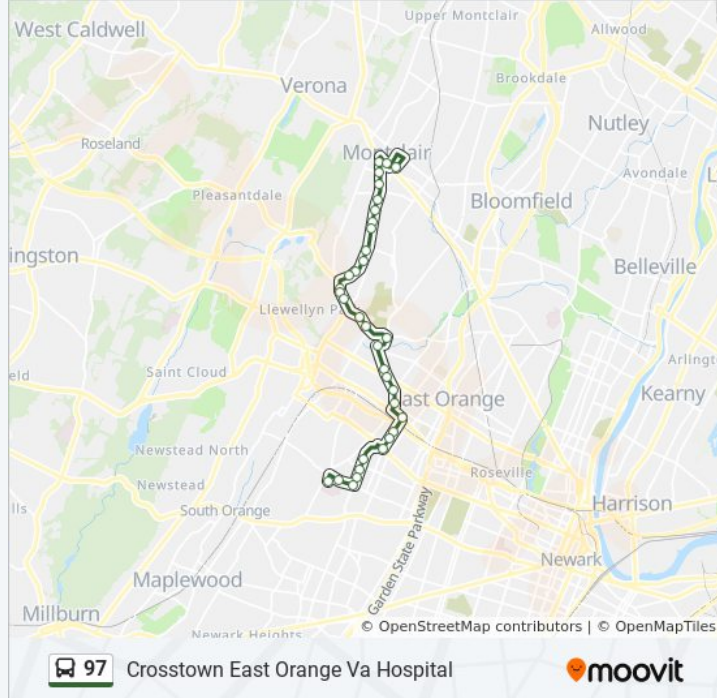 Upper Montclair
West Caldwell
Allwood
Verona
Brookdale
Nutley
Roseland
Montclair
Avondale
Pleasantdale
Bloomfield
ingston
Belleville
Llewellyn P
Arlingt
Saint Cloud
Kearny
ast Orange
Newstead North
Roseville
Newstead
Harrison
lls
South Orange
Garden State Parkway
Newark
Maplewood
Millburn
Newark Heights
© OpenStreetMap contributors | © OpenMapTiles
97 Crosstown East Orange Va Hospital
moovit